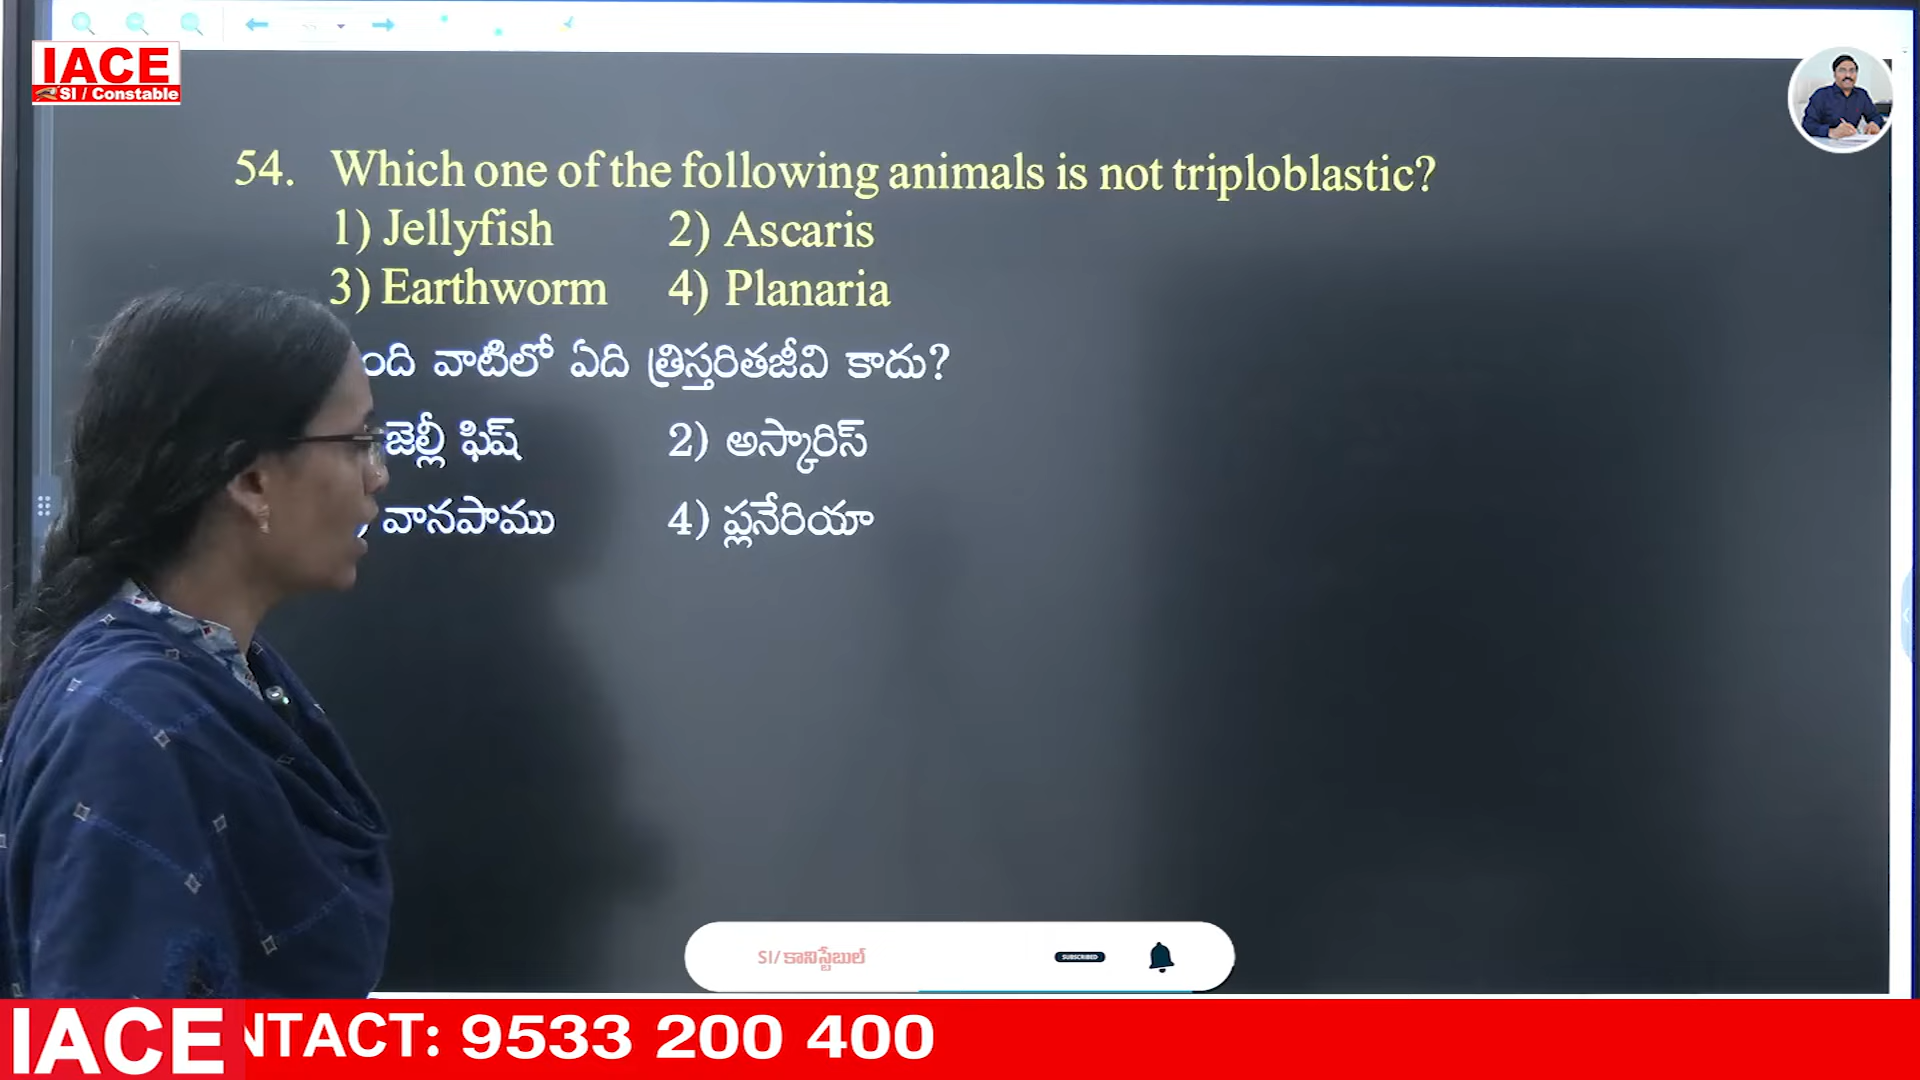 IACE
SI / Constable
54. Which one of the following animals is not triploblastic?
1) Jellyfish 2) Ascaris
3) Earthworm 4) Planaria
వాటిలో ఏది త్రిస్తరితజీవి కాదు?
జెల్లీ ఫిష్ 2) అస్కారిస్
వానపాము 4) ప్లనేరియా
SI/కానిస్టేబుల్
SUBSCRIBED
IACE NTACT: 9533 200 400